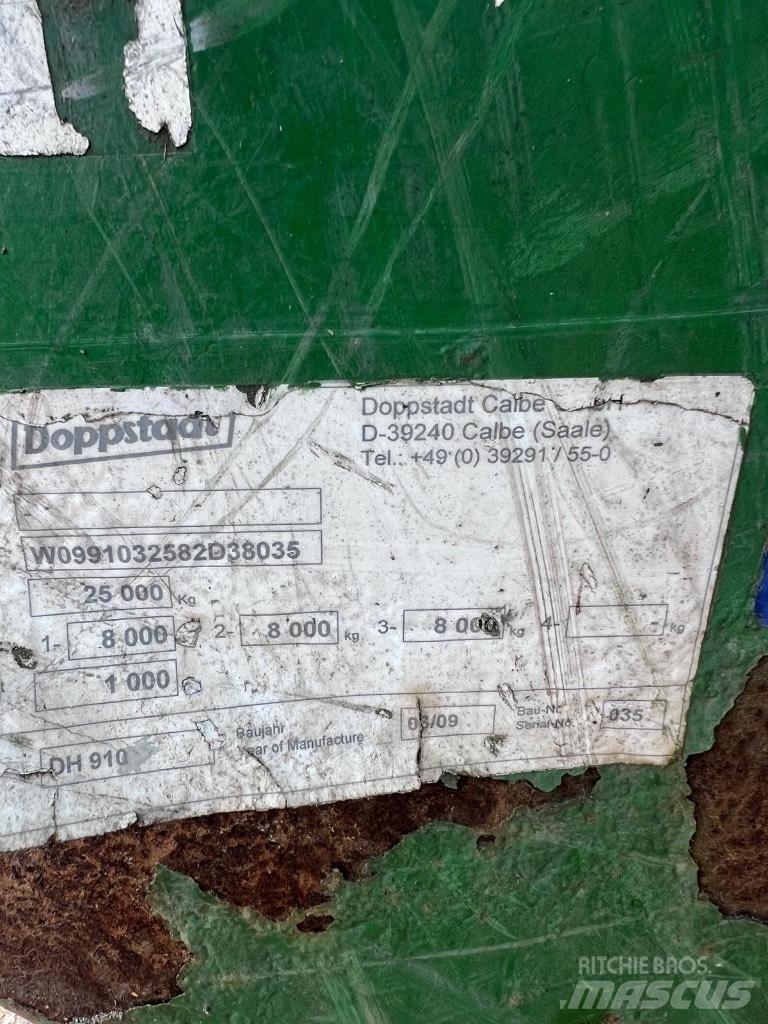 Doppstadt
Doppstadt Calbe GmbH
D-39240 Calbe (Saale)
Tel.: +49 (0) 39291 / 55-0
W0991032582D38035
25 000 Kg
1- 8 000 2- 8 000 kg 3- 8 000 kg 4- - kg
1 000
DH 910
Baujahr
Year of Manufacture
/09
Bau-Nr.
Serial-No.
035
RITCHIE BROS.
MASCUS